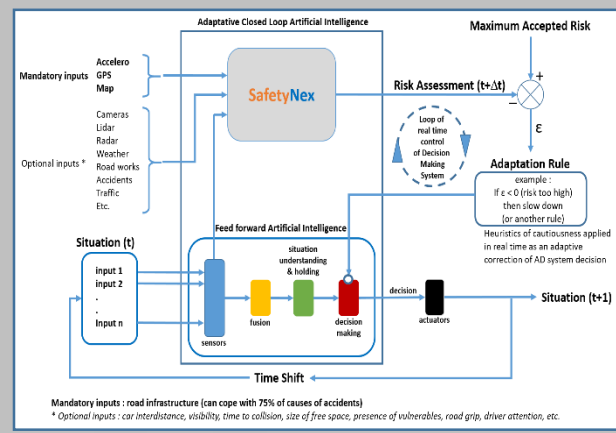 Adaptative Closed Loop Artificial Intelligence
Maximum Accepted Risk
Mandatory inputs
Accelero
GPS
Map
SafetyNex
Risk Assessment (t+Δt)
+
−
ε
Optional inputs *
Cameras
Lidar
Radar
Weather
Road works
Accidents
Traffic
Etc.
Loop of
real time
control
of Decision
Making
System
Adaptation Rule
example :
If ε < 0 (risk too high)
then slow down
(or another rule)
Heuristics of cautiousness applied
in real time as an adaptive
correction of AD system decision
Feed forward Artificial Intelligence
Situation (t)
input 1
input 2
.
.
Input n
situation
understanding
& holding
sensors
fusion
decision
making
decision
actuators
Situation (t+1)
Time Shift
Mandatory inputs : road infrastructure (can cope with 75% of causes of accidents)
* Optional inputs : car interdistance, visibility, time to collision, size of free space, presence of vulnerables, road grip, driver attention, etc.